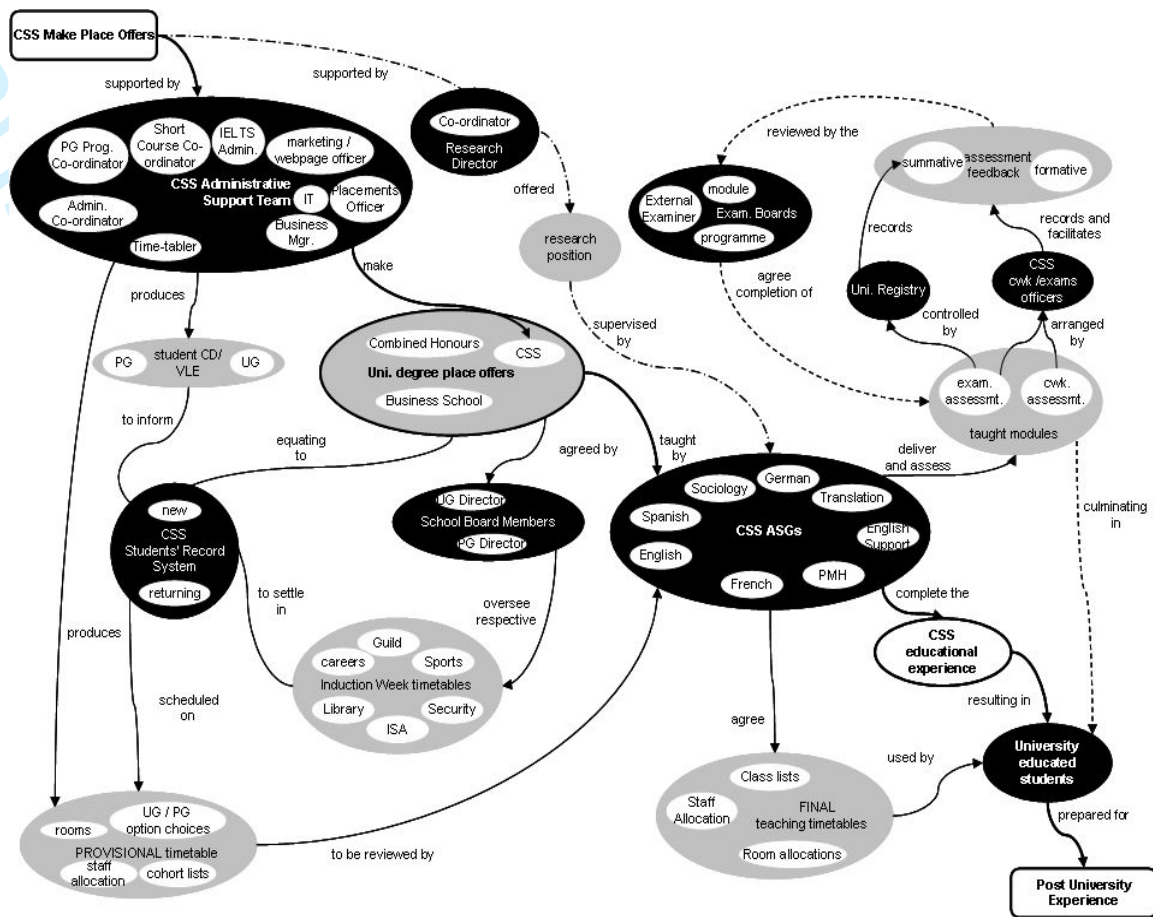 CSS Make Place Offers
supported by
supported by
PG Prog.
Co-ordinator
Short
Course Co-
ordinator
IELTS
Admin.
marketing /
webpage officer
CSS Administrative
Support Team
IT
Placements
Officer
Admin.
Co-ordinator
Business
Mgr.
Time-tabler
Co-ordinator
Research
Director
offered
research
position
supervised
by
reviewed by the
External
Examiner
module
Exam. Boards
programme
agree
completion of
summative
assessment
feedback
formative
records
records and
facilitates
Uni. Registry
CSS
cwk /exams
officers
controlled
by
arranged
by
exam.
assessmt.
cwk.
assessmt.
taught modules
produces
make
PG
student CD/
VLE
UG
Combined Honours
CSS
Uni. degree place offers
Business School
to inform
equating
to
agreed by
taught
by
deliver
and assess
culminating
in
new
CSS
Students' Record
System
returning
UG Director
School Board Members
PG Director
Sociology
German
Translation
Spanish
CSS ASGs
English
Support
English
French
PMH
to settle
in
oversee
respective
complete the
produces
scheduled
on
Guild
careers
Sports
Induction Week timetables
Library
Security
ISA
CSS
educational
experience
agree
resulting in
rooms
UG / PG
option choices
PROVISIONAL timetable
staff
allocation
cohort lists
to be reviewed by
Class lists
Staff
Allocation
FINAL
teaching timetables
Room allocations
used by
University
educated
students
prepared for
Post University
Experience